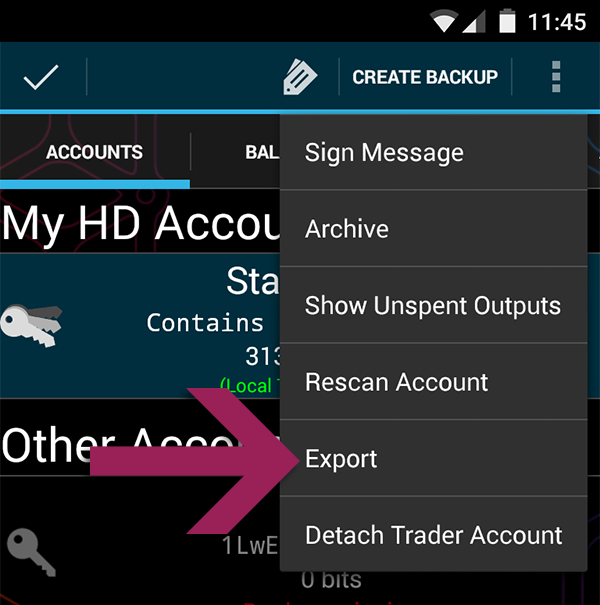 11:45
CREATE BACKUP
ACCOUNTS
BAL
Sign Message
My HD Accou
Archive
Sta
Show Unspent Outputs
Contains
313
Rescan Account
(Local
Other Accoun
Export
1LwE
Detach Trader Account
0 bits